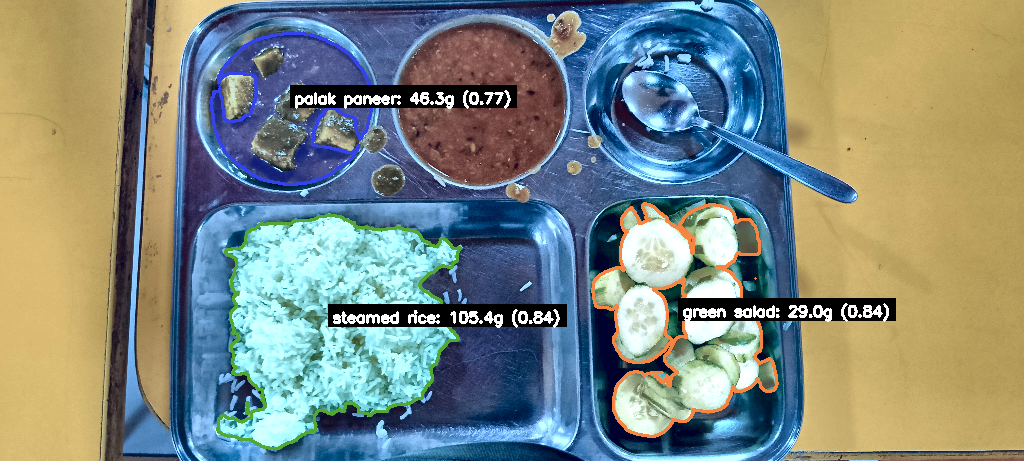 palak paneer: 46.3g (0.77)
steamed rice: 105.4g (0.84)
green salad: 29.0g (0.84)